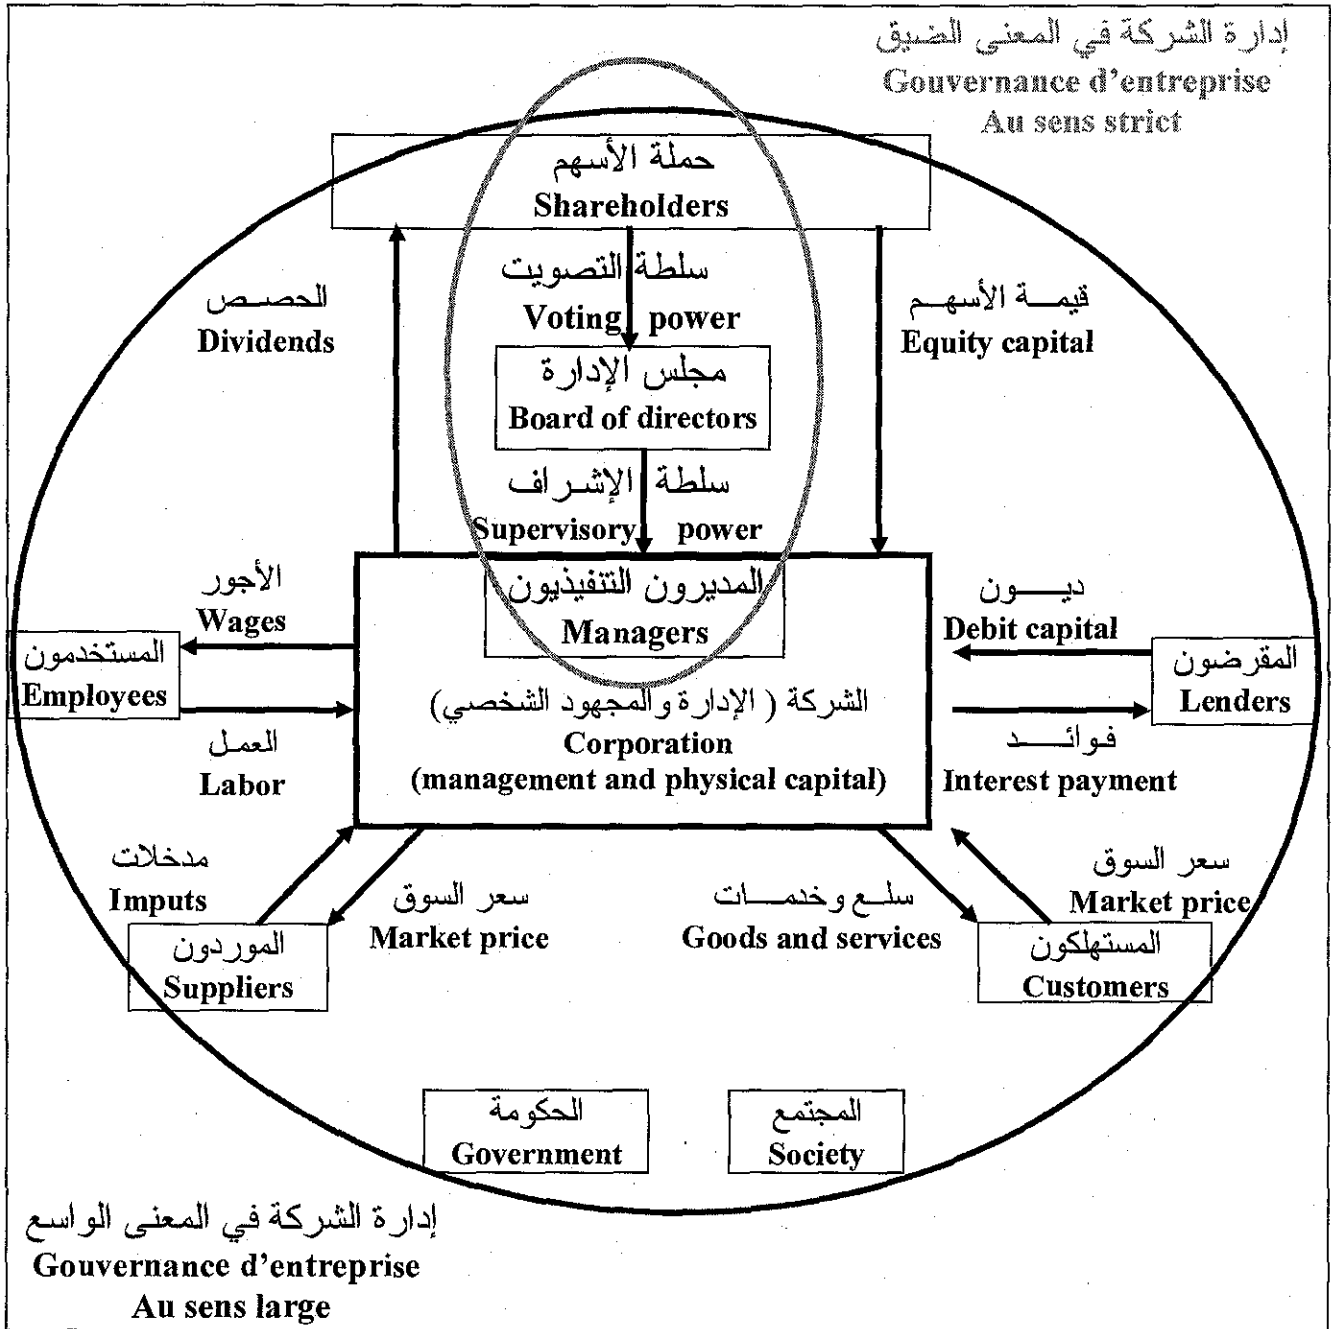 إدارة الشركة في المعنى الضيق
Gouvernance d'entreprise
Au sens strict
حملة الأسهم
Shareholders
سلطة التصويت
Voting power
الحصص
Dividends
قيمة الأسهم
Equity capital
مجلس الإدارة
Board of directors
سلطة الإشراف
Supervisory power
المديرون التنفيذيون
Managers
الأجور
Wages
ديون
Debit capital
المستخدمون
Employees
المقرضون
Lenders
الشركة ( الإدارة والمجهود الشخصي)
Corporation
(management and physical capital)
العمل
Labor
فوائد
Interest payment
مدخلات
Imputs
سعر السوق
Market price
سلع وخدمات
Goods and services
سعر السوق
Market price
الموردون
Suppliers
المستهلكون
Customers
الحكومة
Government
المجتمع
Society
إدارة الشركة في المعنى الواسع
Gouvernance d'entreprise
Au sens large